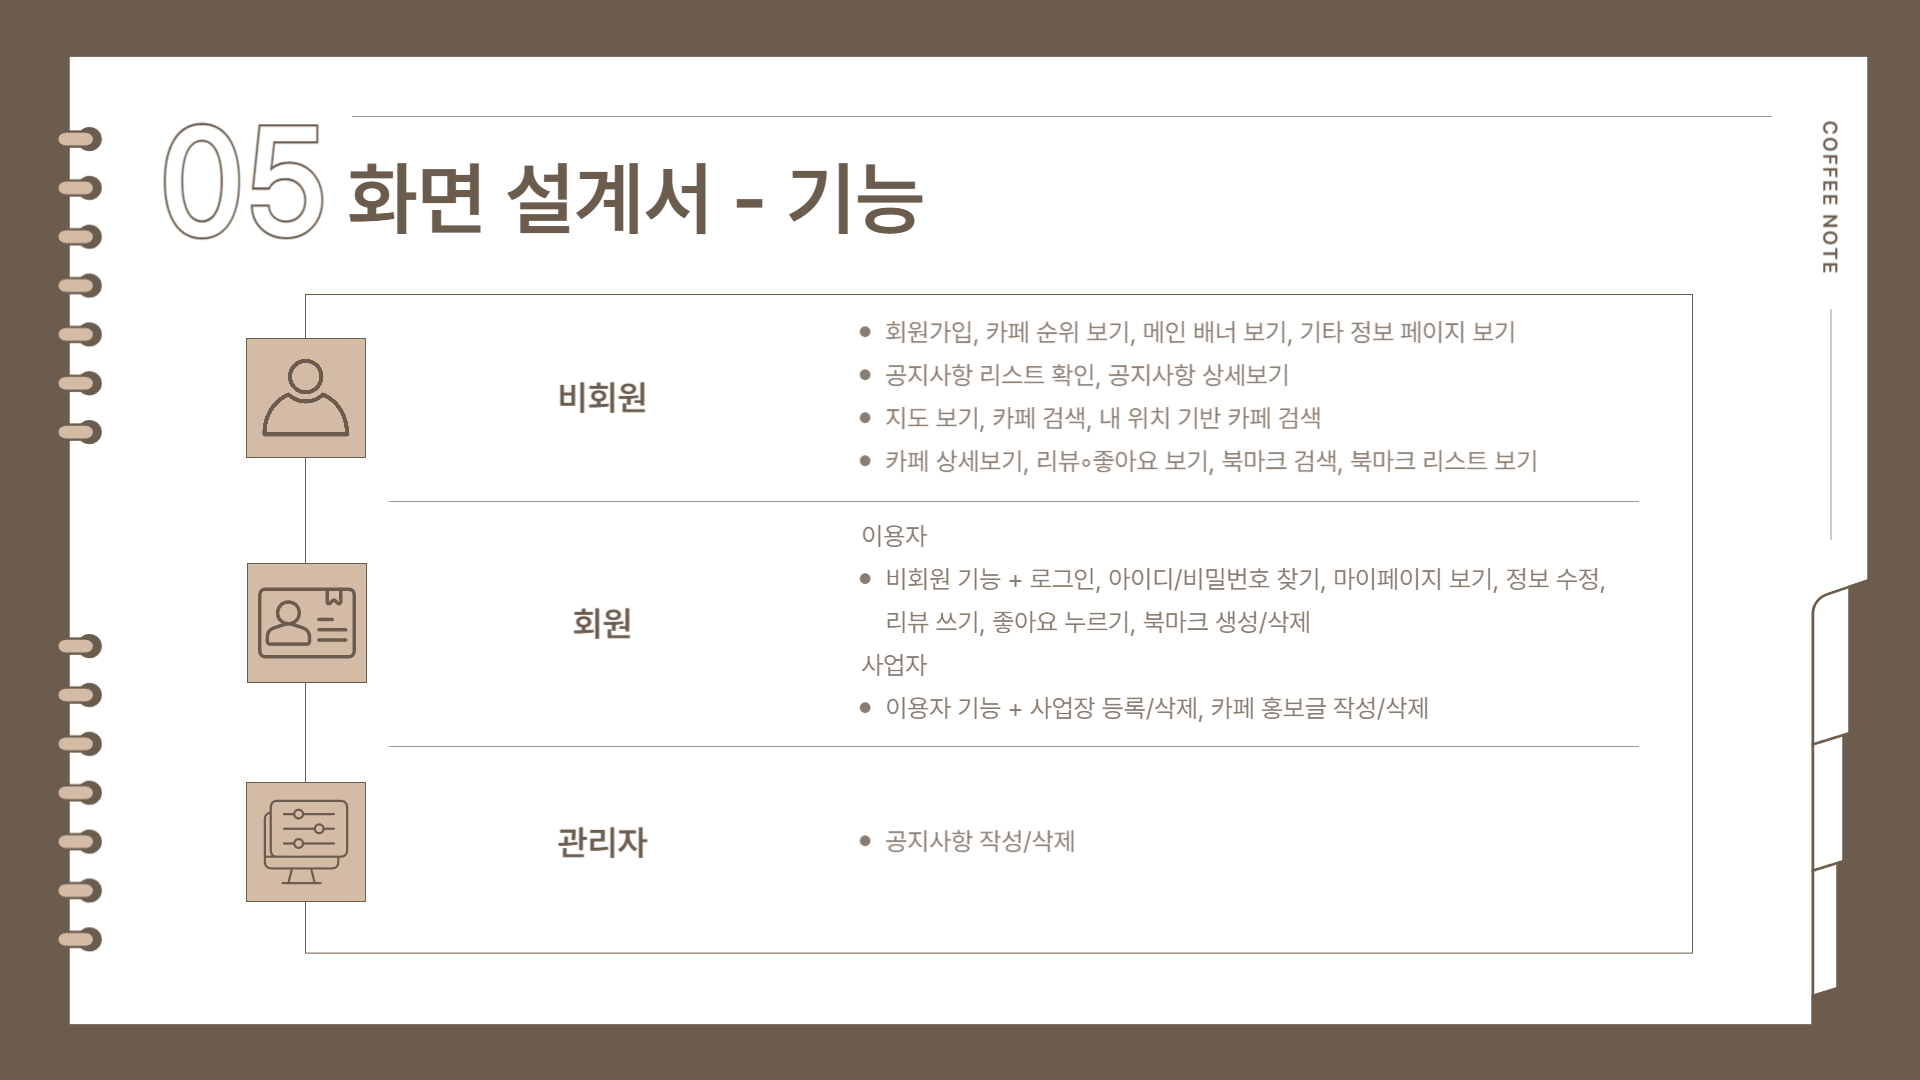 05 화면 설계서 - 기능
COFFEE NOTE
비회원
● 회원가입, 카페 순위 보기, 메인 배너 보기, 기타 정보 페이지 보기
● 공지사항 리스트 확인, 공지사항 상세보기
● 지도 보기, 카페 검색, 내 위치 기반 카페 검색
● 카페 상세보기, 리뷰∘좋아요 보기, 북마크 검색, 북마크 리스트 보기
회원
이용자
● 비회원 기능 + 로그인, 아이디/비밀번호 찾기, 마이페이지 보기, 정보 수정,
리뷰 쓰기, 좋아요 누르기, 북마크 생성/삭제
사업자
● 이용자 기능 + 사업장 등록/삭제, 카페 홍보글 작성/삭제
관리자
● 공지사항 작성/삭제